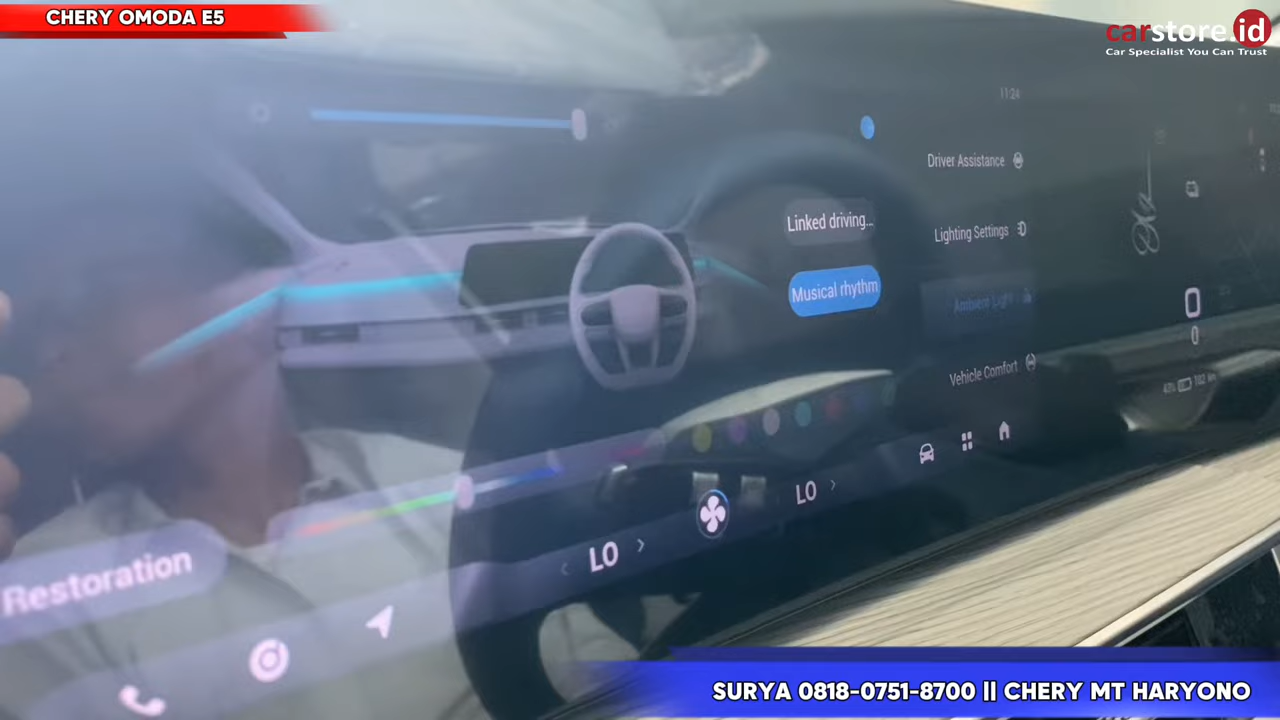 CHERY OMODA E5
carstore.id
Car Specialist You Can Trust
11:24
Driver Assistance
Linked driving...
Lighting Settings
Musical rhythm
Ambient Light
Vehicle Comfort
0
LO
LO
Restoration
SURYA 0818-0751-8700 || CHERY MT HARYONO